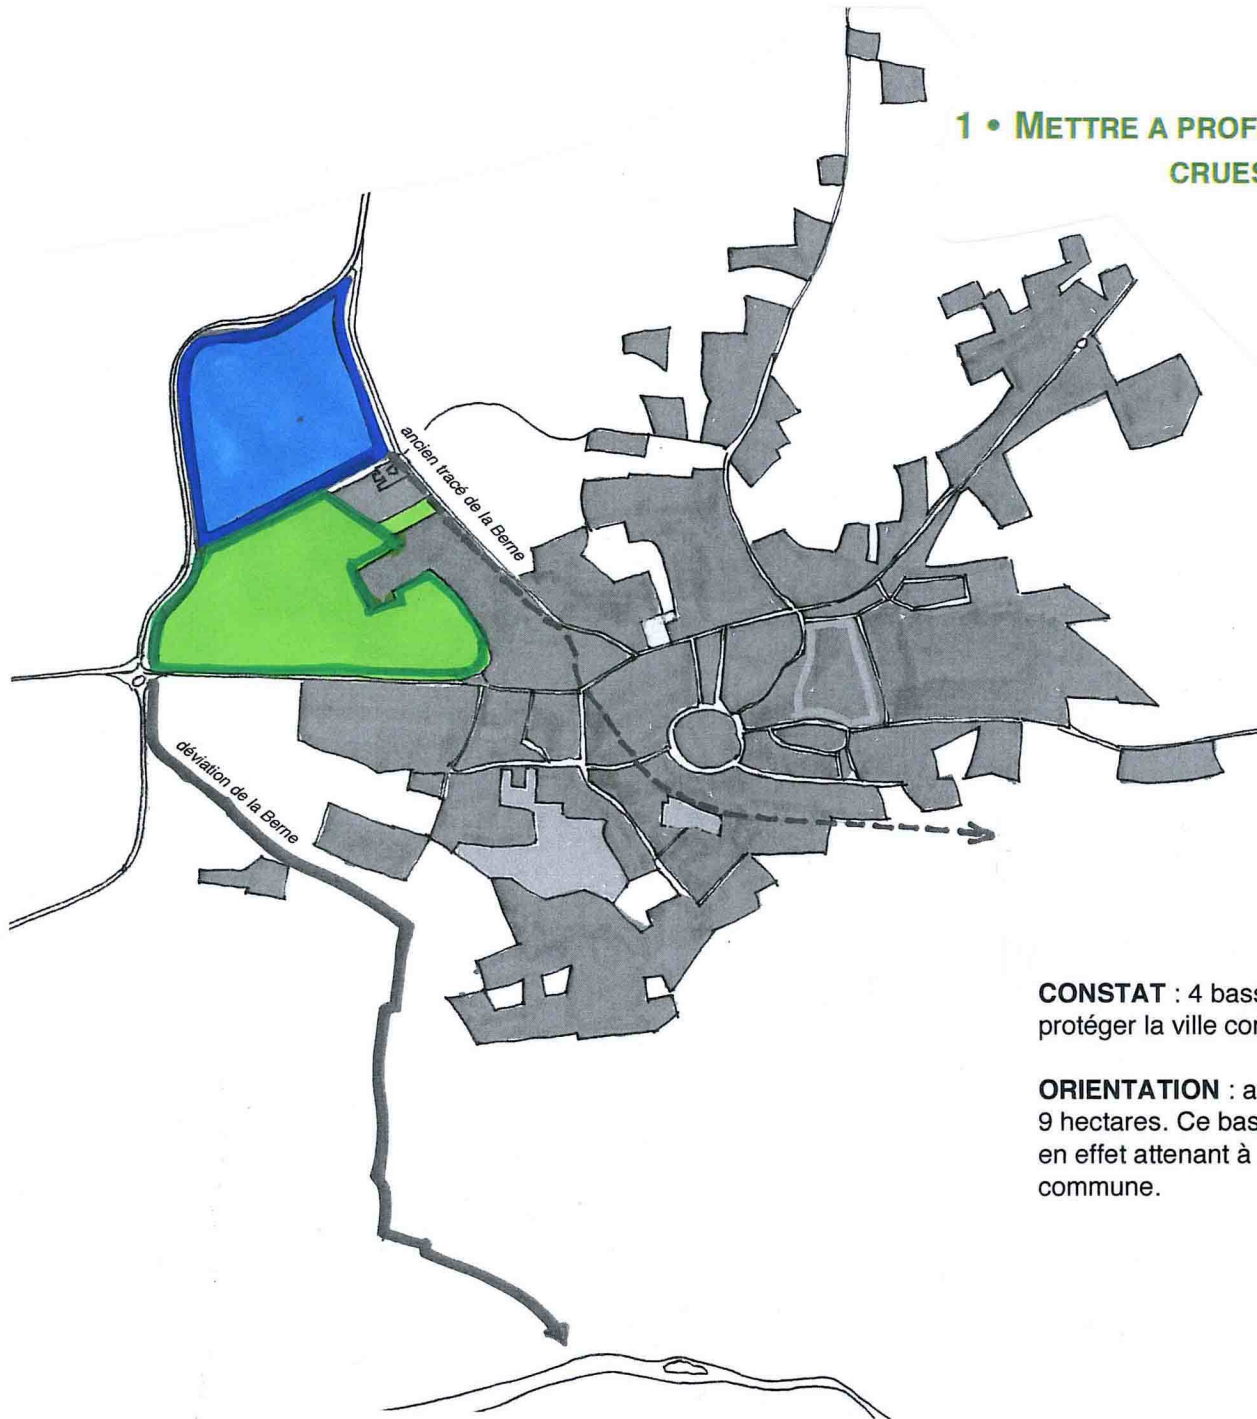 1 • METTRE A PROF
CRUES
ancien tracé de la Berne
déviation de la Berne
CONSTAT : 4 bass
protéger la ville con
ORIENTATION : a
9 hectares. Ce bas
en effet attenant à
commune.